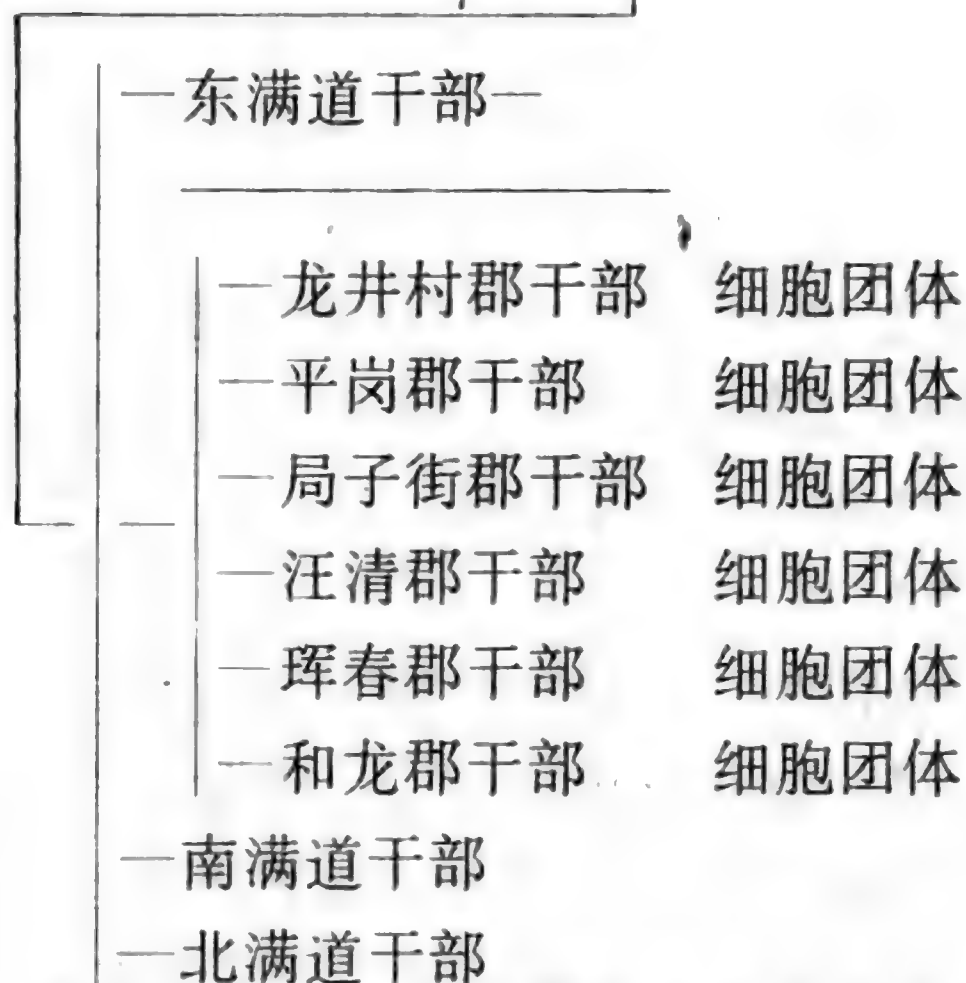 东满道干部
龙井村郡干部 细胞团体
平岗郡干部 细胞团体
局子街郡干部 细胞团体
汪清郡干部 细胞团体
珲春郡干部 细胞团体
和龙郡干部 细胞团体
南满道干部
北满道干部